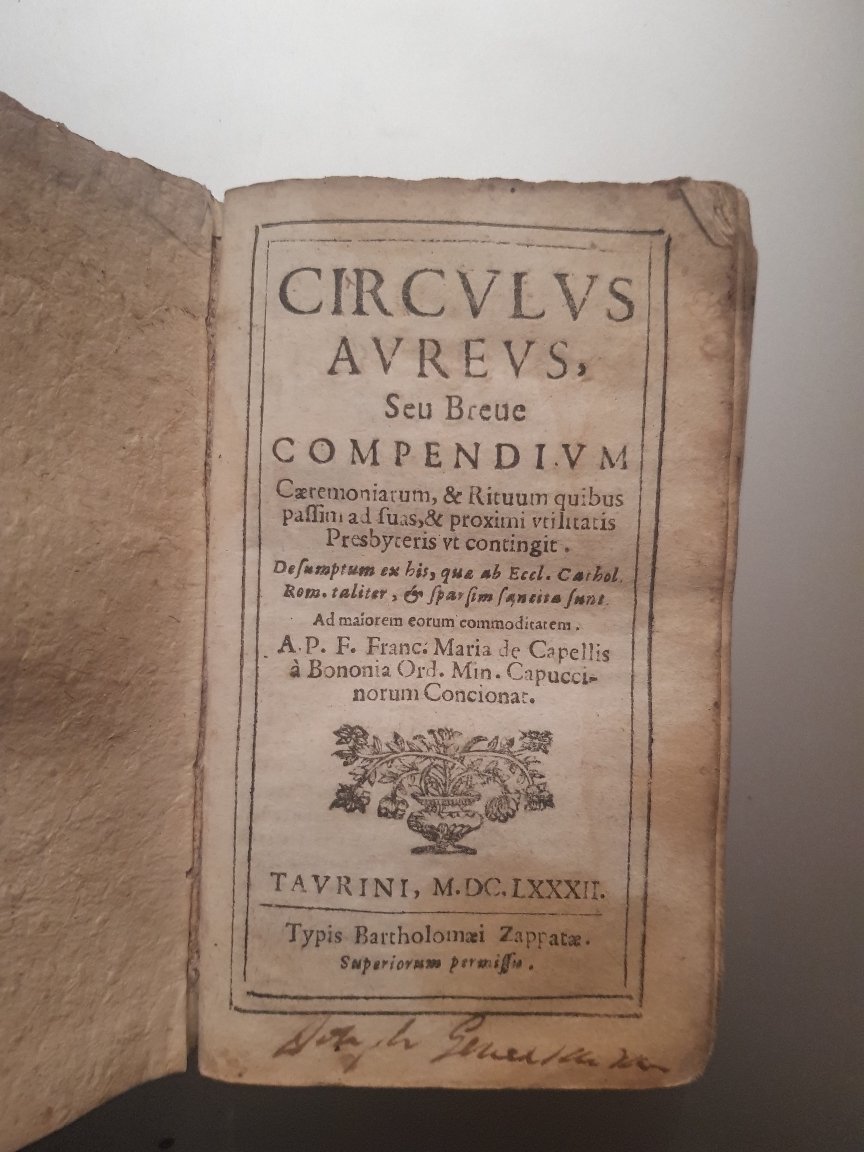 CIRCVLVS
AVREVS,
Seu Breue
COMPENDIVM
Cæremoniarum, & Rituum quibus
paſſim ad ſuas, & proximi vtilitatis
Presbyteris vt contingit.
Deſumptum ex his, quæ ab Eccl. Cathol.
Rom. taliter, & ſparſim ſancita ſunt.
Ad maiorem eorum commoditatem.
A. P. F. Franc. Maria de Capellis
à Bononia Ord. Min. Capucci-
norum Concionat.
TAVRINI, M.DC.LXXXII.
Typis Bartholomæi Zappatæ.
Superiorum permiſſu.